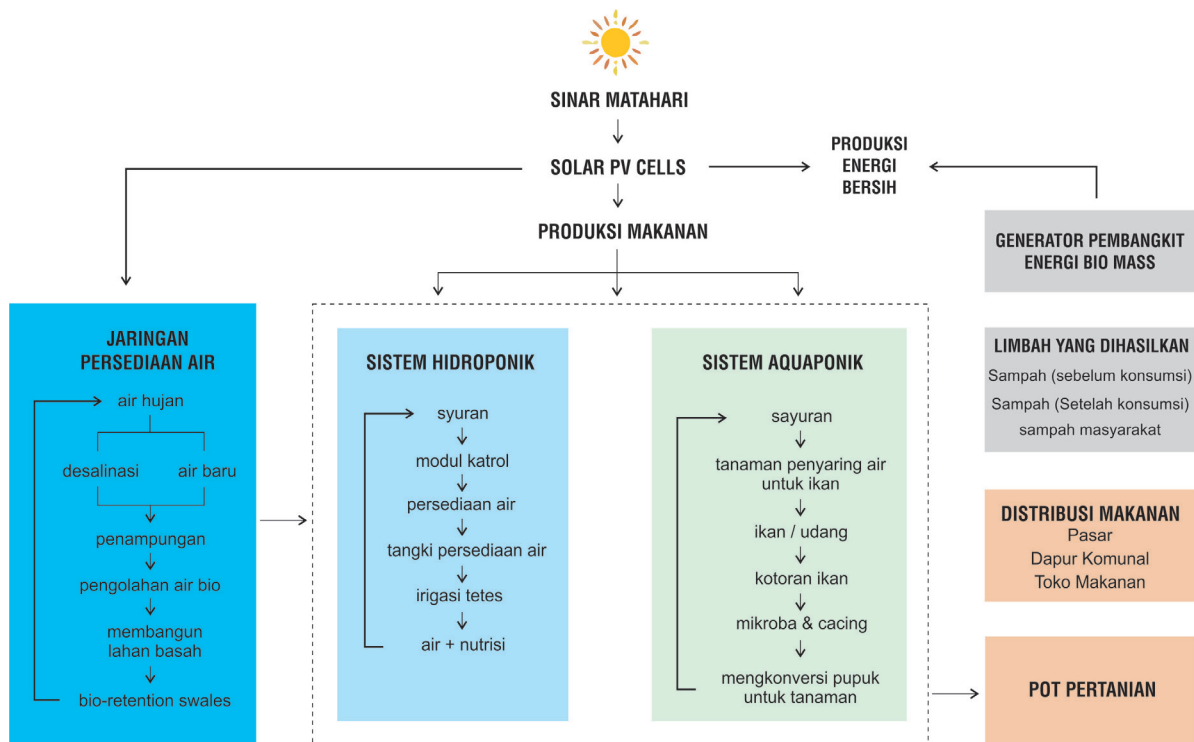 SINAR MATAHARI
SOLAR PV CELLS
PRODUKSI
ENERGI
BERSIH
PRODUKSI MAKANAN
GENERATOR PEMBANGKIT
ENERGI BIO MASS
JARINGAN
PERSEDIAAN AIR
air hujan
desalinasi
air baru
penampungan
pengolahan air bio
membangun
lahan basah
bio-retention swales
SISTEM HIDROPONIK
syuran
modul katrol
persediaan air
tangki persediaan air
irigasi tetes
air + nutrisi
SISTEM AQUAPONIK
sayuran
tanaman penyaring air
untuk ikan
ikan / udang
kotoran ikan
mikroba & cacing
mengkonversi pupuk
untuk tanaman
LIMBAH YANG DIHASILKAN
Sampah (sebelum konsumsi)
Sampah (Setelah konsumsi)
sampah masyarakat
DISTRIBUSI MAKANAN
Pasar
Dapur Komunal
Toko Makanan
POT PERTANIAN